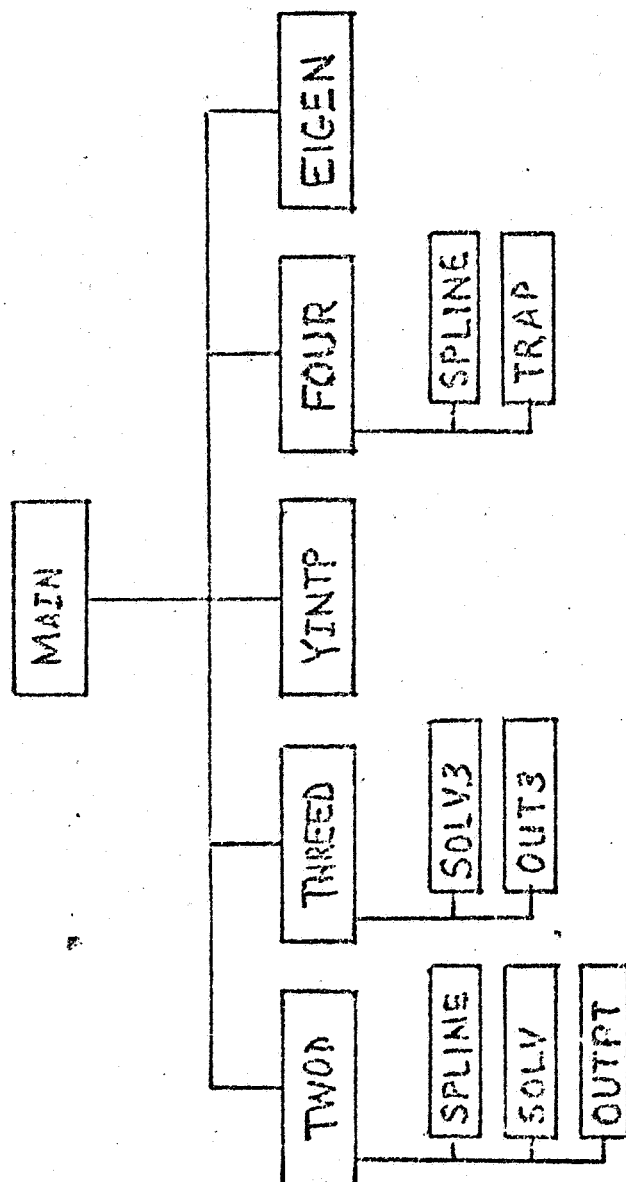 MAIN
TWOD
THREED
YINTP
FOUR
EIGEN
SPLINE
SOLV
OUTPT
SOLV3
OUT3
SPLINE
TRAP